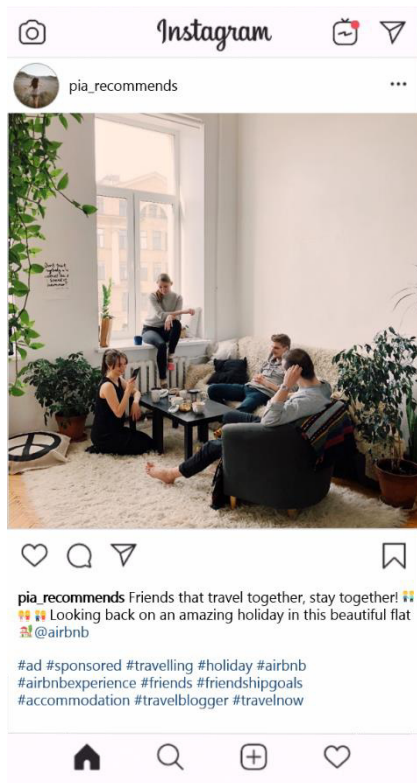 Instagram
pia_recommends
pia_recommends Friends that travel together, stay together!
Looking back on an amazing holiday in this beautiful flat
@airbnb
#ad #sponsored #travelling #holiday #airbnb
#airbnbexperience #friends #friendshipgoals
#accommodation #travelblogger #travelnow